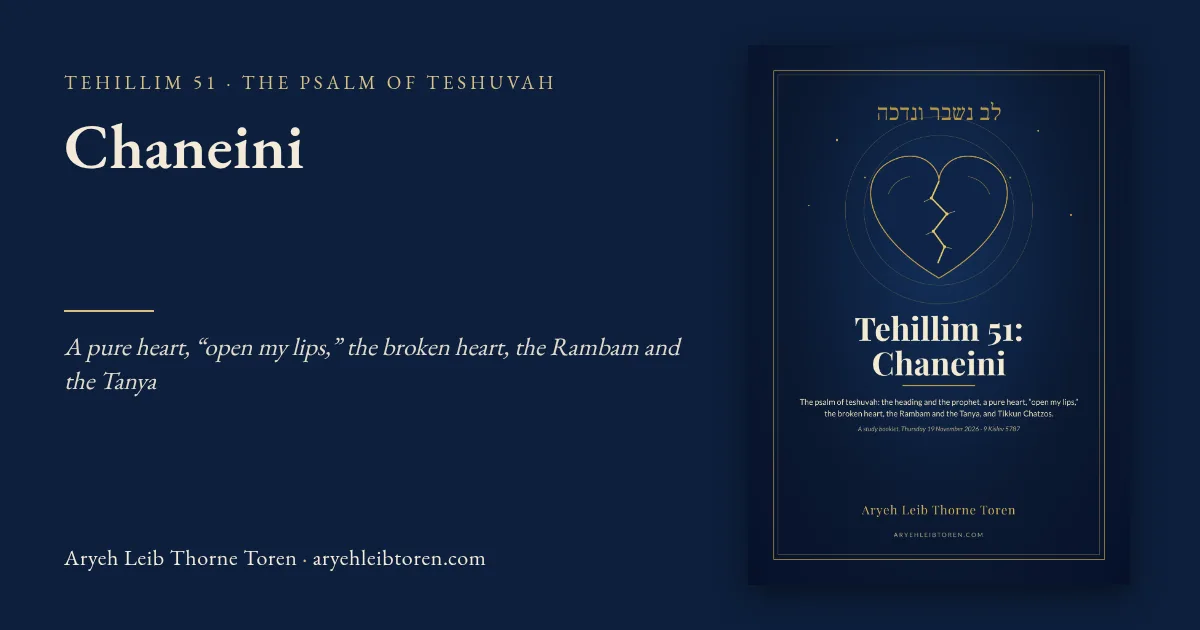 TEHILLIM 51 · THE PSALM OF TESHUVAH
Chaneini
A pure heart, “open my lips,” the broken heart, the Rambam and
the Tanya
Aryeh Leib Thorne Toren · aryehleibtoren.com
לב נשבר ונדכה
Tehillim 51:
Chaneini
The psalm of teshuvah: the heading and the prophet, a pure heart, “open my lips,”
the broken heart, the Rambam and the Tanya, and Tikkun Chatzos.
A study booklet. Thursday 19 November 2026 · 9 Kislev 5787
Aryeh Leib Thorne Toren
ARYEHLEIBTOREN.COM